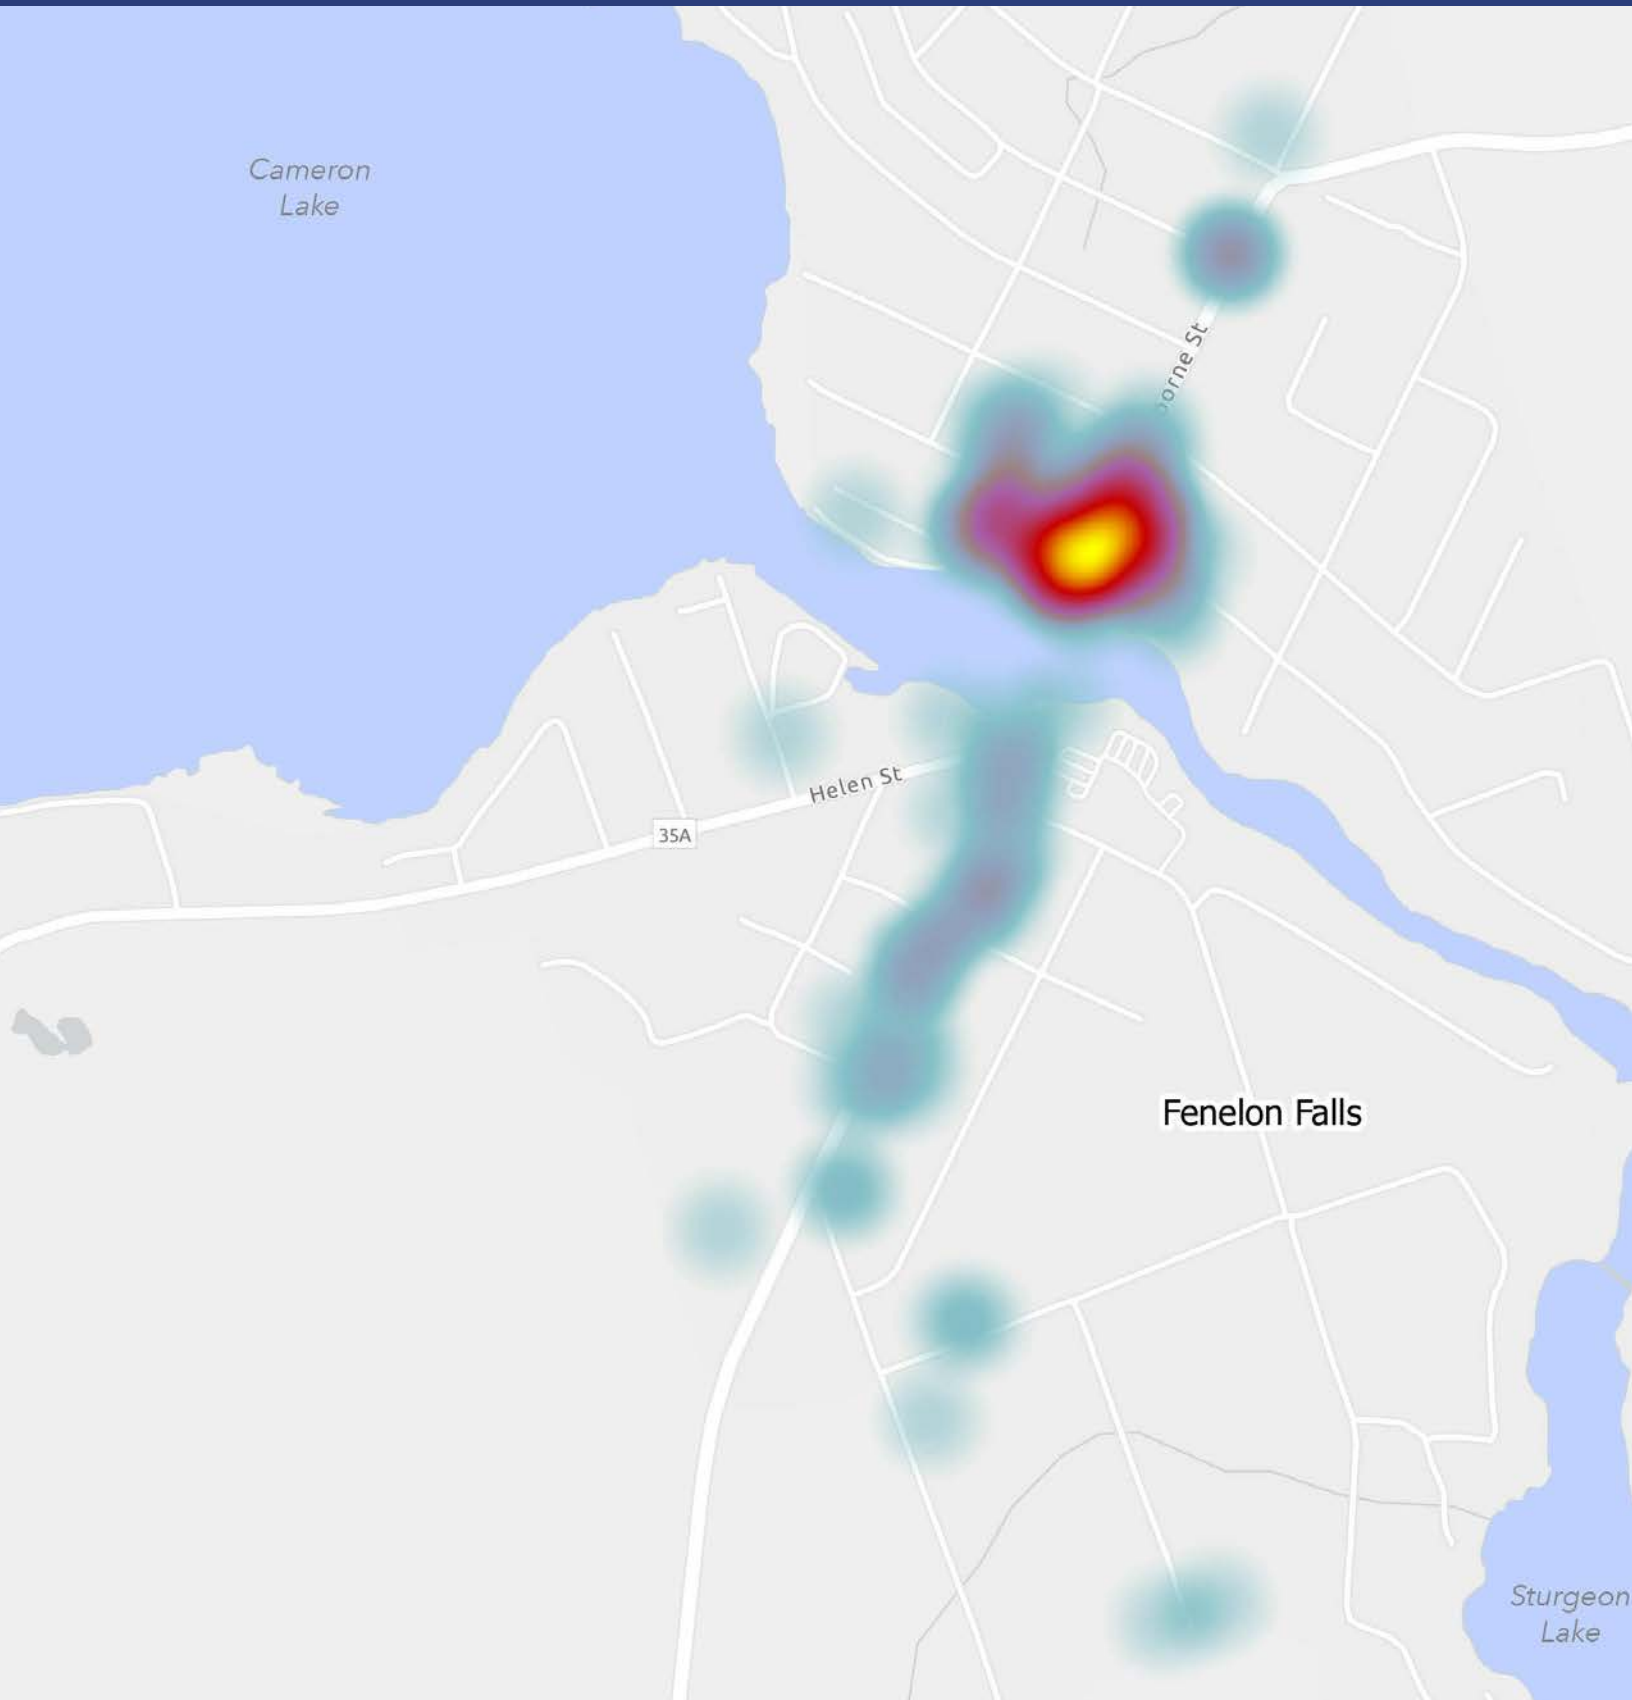 Cameron
Lake
orne St
Helen St
35A
Fenelon Falls
Sturgeon
Lake